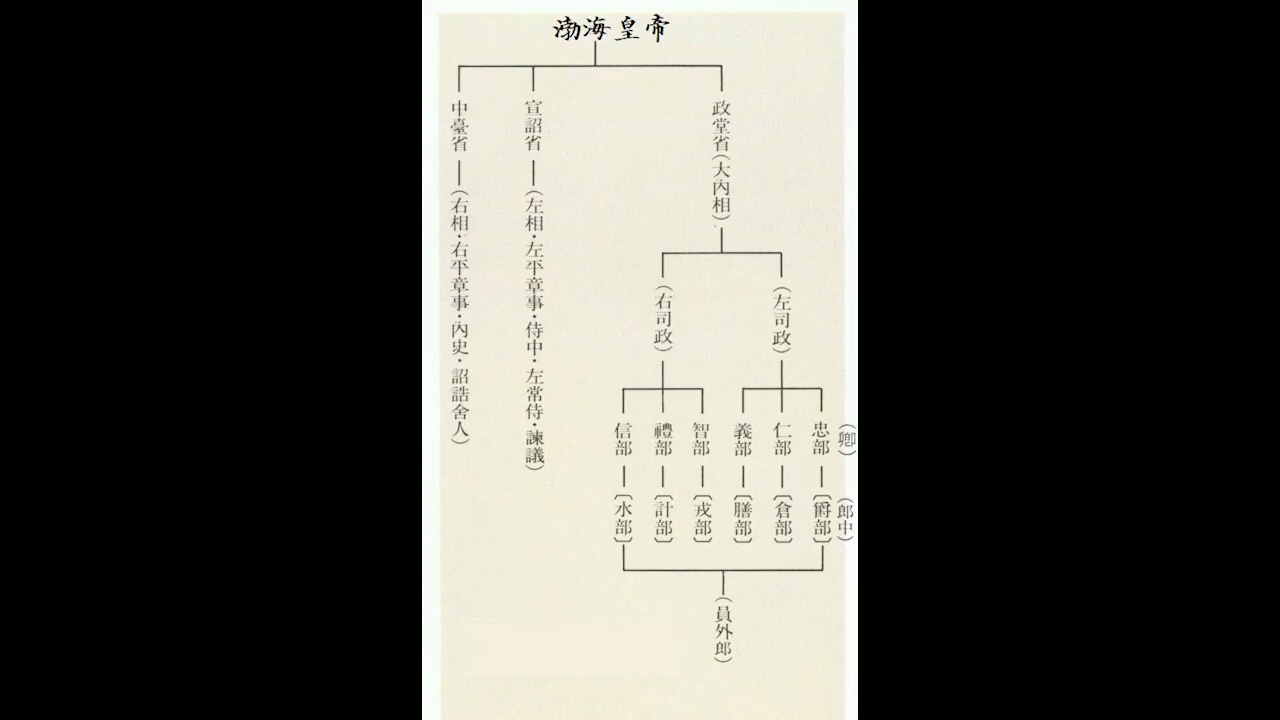 渤海皇帝
政堂省(大內相)
宣詔省
(左相·左平章事·侍中·左常侍·諫議)
中臺省
(右相·右平章事·內史·詔誥舍人)
(左司政)
(右司政)
(卿)
忠部
仁部
義部
智部
禮部
信部
(郎中)
〔爵部〕
〔倉部〕
〔膳部〕
〔戎部〕
〔計部〕
〔水部〕
(員外郎)